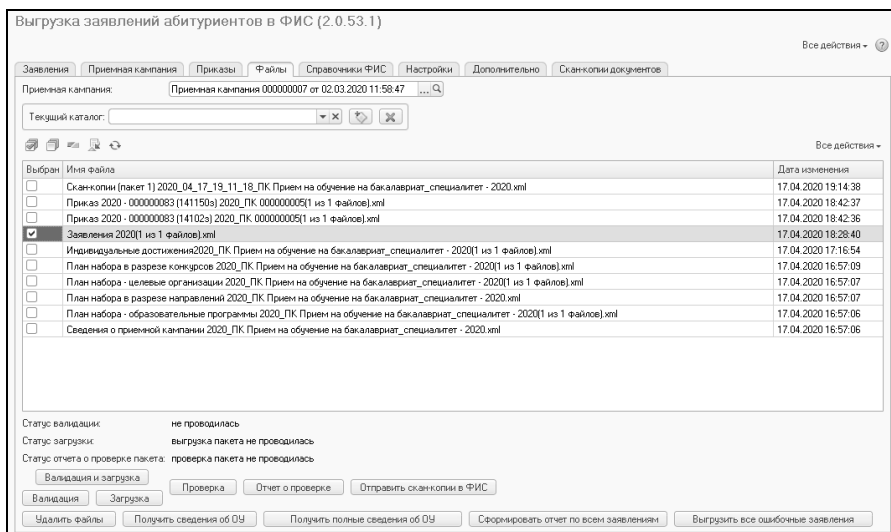 Выгрузка заявлений абитуриентов в ФИС (2.0.53.1)
Все действия
Заявления Приемная кампания Приказы Файлы Справочники ФИС Настройки Дополнительно Скан-копии документов
Приемная кампания: Приемная кампания 000000007 от 02.03.2020 11:58:47 ...
Текущий каталог:
Все действия
Выбран Имя файла Дата изменения
Скан-копии (пакет 1) 2020_04_17_19_11_18_ПК Прием на обучение на бакалавриат_специалитет - 2020.xml 17.04.2020 19:14:38
Приказ 2020 - 000000083 (141150з) 2020_ПК 000000005(1 из 1 файлов).xml 17.04.2020 18:42:37
Приказ 2020 - 000000083 (14102з) 2020_ПК 000000005(1 из 1 файлов).xml 17.04.2020 18:42:36
Заявления 2020(1 из 1 файлов).xml 17.04.2020 18:28:40
Индивидуальные достижения2020_ПК Прием на обучение на бакалавриат_специалитет - 2020(1 из 1 файлов).xml 17.04.2020 17:16:54
План набора в разрезе конкурсов 2020_ПК Прием на обучение на бакалавриат_специалитет - 2020(1 из 1 файлов).xml 17.04.2020 16:57:09
План набора - целевые организации 2020_ПК Прием на обучение на бакалавриат_специалитет - 2020(1 из 1 файлов).xml 17.04.2020 16:57:07
План набора в разрезе направлений 2020_ПК Прием на обучение на бакалавриат_специалитет - 2020.xml 17.04.2020 16:57:07
План набора - образовательные программы 2020_ПК Прием на обучение на бакалавриат_специалитет - 2020(1 из 1 файлов).xml 17.04.2020 16:57:06
Сведения о приемной кампании 2020_ПК Прием на обучение на бакалавриат_специалитет - 2020.xml 17.04.2020 16:57:06
Статус валидации: не проводилась
Статус загрузки: выгрузка пакета не проводилась
Статус отчета о проверке пакета: проверка пакета не проводилась
Валидация и загрузка
Проверка Отчет о проверке Отправить скан-копии в ФИС
Валидация Загрузка
Удалить файлы Получить сведения об ОУ Получить полные сведения об ОУ Сформировать отчет по всем заявлениям Выгрузить все ошибочные заявления